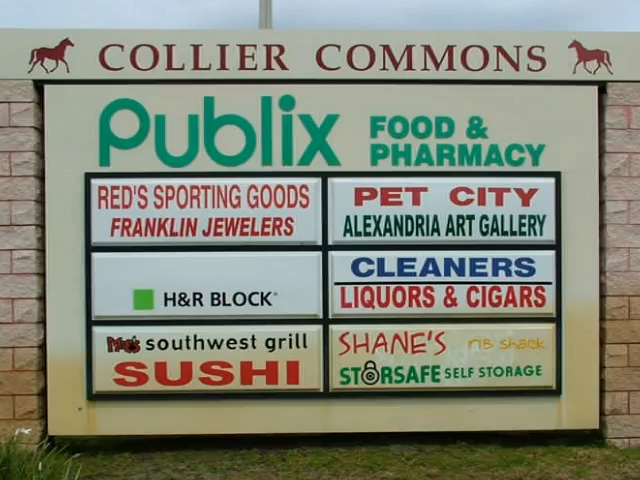 COLLIER COMMONS
Publix FOOD & PHARMACY
RED'S SPORTING GOODS
FRANKLIN JEWELERS
PET CITY
ALEXANDRIA ART GALLERY
H&R BLOCK®
CLEANERS
LIQUORS & CIGARS
Moe's southwest grill
SUSHI
SHANE'S rib shack
STORSAFE SELF STORAGE